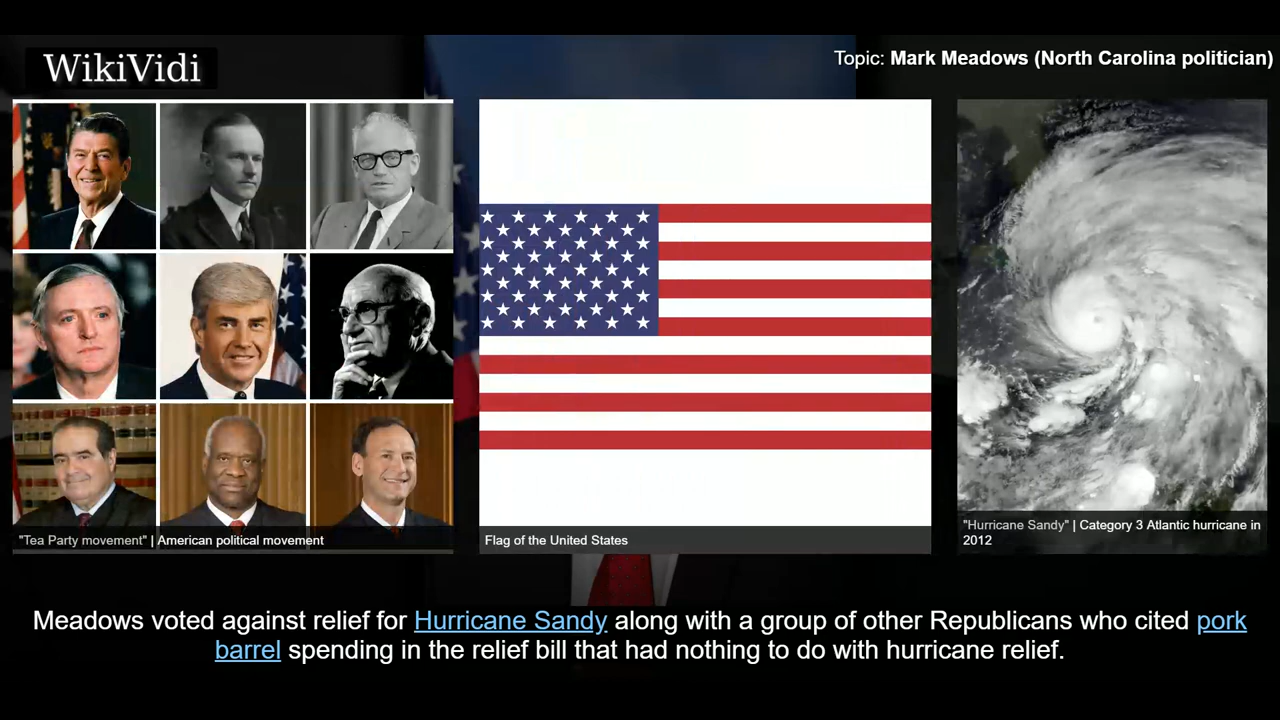 WikiVidi
Topic: Mark Meadows (North Carolina politician)
"Tea Party movement" | American political movement
Flag of the United States
"Hurricane Sandy" | Category 3 Atlantic hurricane in
2012
Meadows voted against relief for Hurricane Sandy along with a group of other Republicans who cited pork
barrel spending in the relief bill that had nothing to do with hurricane relief.